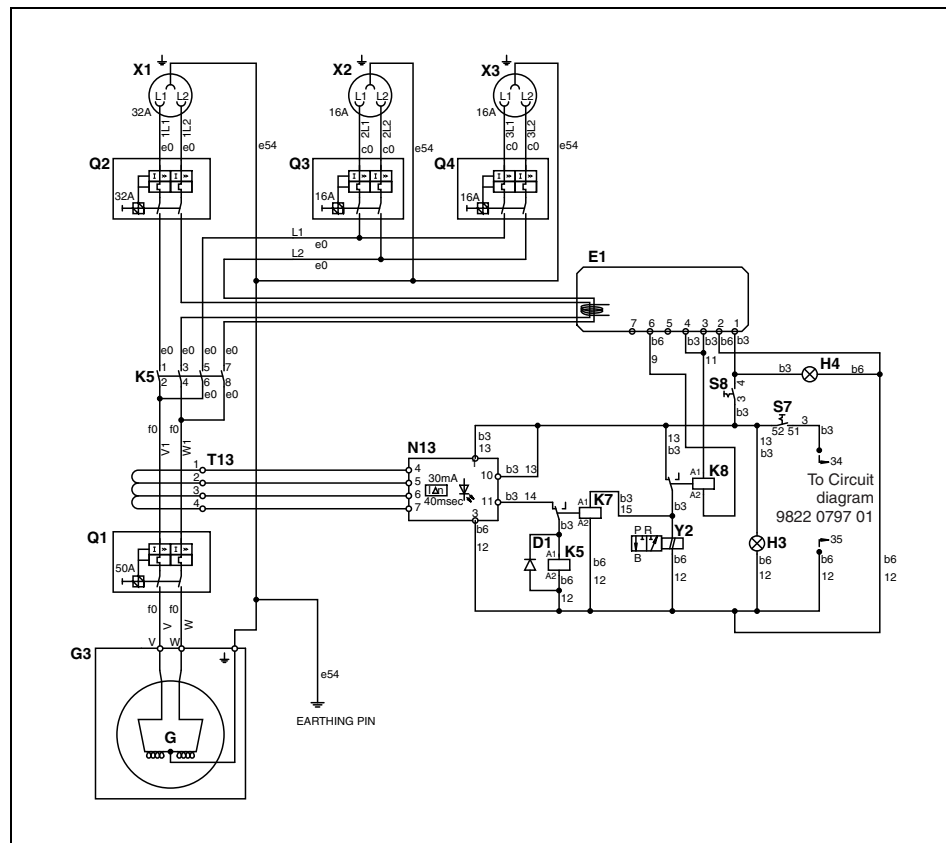 X1 X2 X3
L1 L2 L1 L2 L1 L2
32A 16A 16A
1L1 1L2 2L1 2L2 3L1 3L2
e0 e0 c0 c0 c0 c0
e54 e54 e54
Q2 Q3 Q4
I » I » I » I » I » I »
32A 16A 16A
L1
e0
L2
e0
E1
7 6 5 4 3 2 1
b6 b3 b3 b6 b3
9 11
e0 e0 e0 e0
1 3 5 7
K5
2 4 6 8
e0
b3 H4 b6
S8 4
3
b3
S7
52 51 3
b3
f0 f0
V1 W1
T13
1
2
3
4
N13
b3
13
1
4
5
6
7
30mA
I∆n
40msec
10
11
3
b3 13
b3 14
b6
12
13
b3
A1 K8
A2
b3
13
b3
34
To Circuit
diagram
9822 0797 01
35
A1 K7
A2
b3
15
b3
D1 A1 K5
A2
b6
12
b6
12
P R Y2
B
b6
12
H3
b6
12
b6
12
b6
12
Q1
I » I »
50A
f0 f0
V W
V W
G3
G
e54
EARTHING PIN